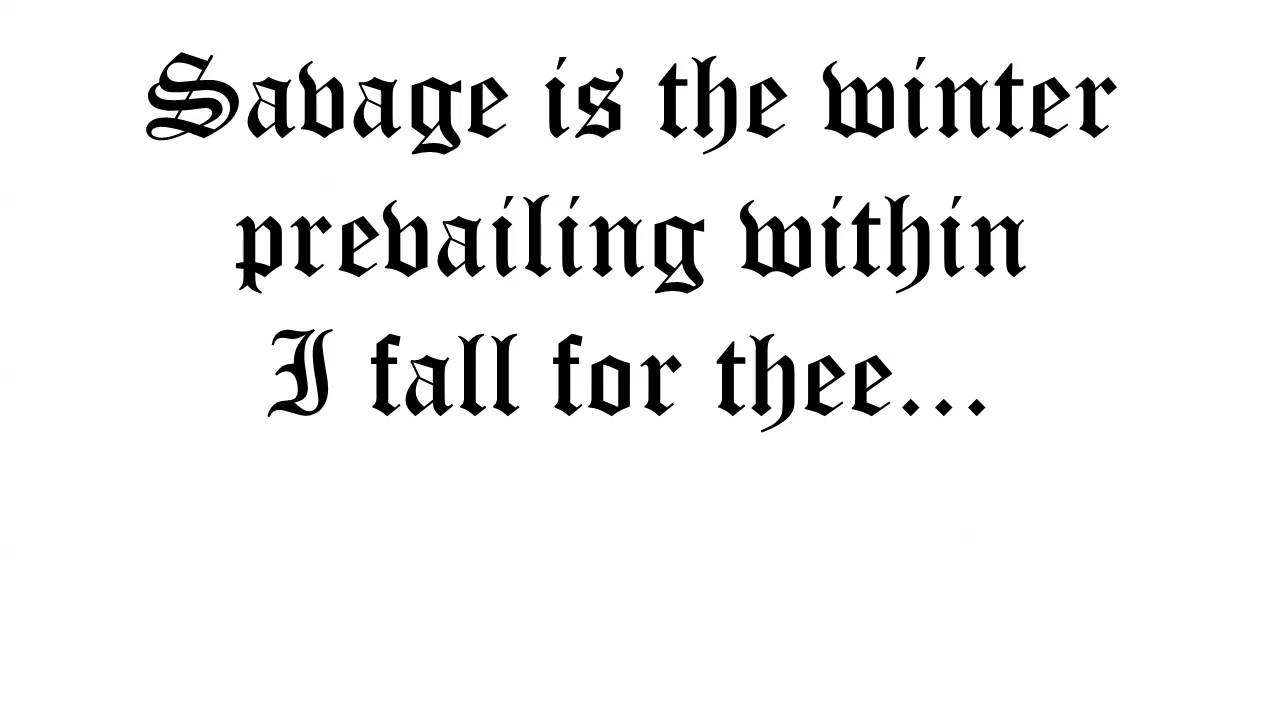 Savage is the winter
prevailing within
I fall for thee...